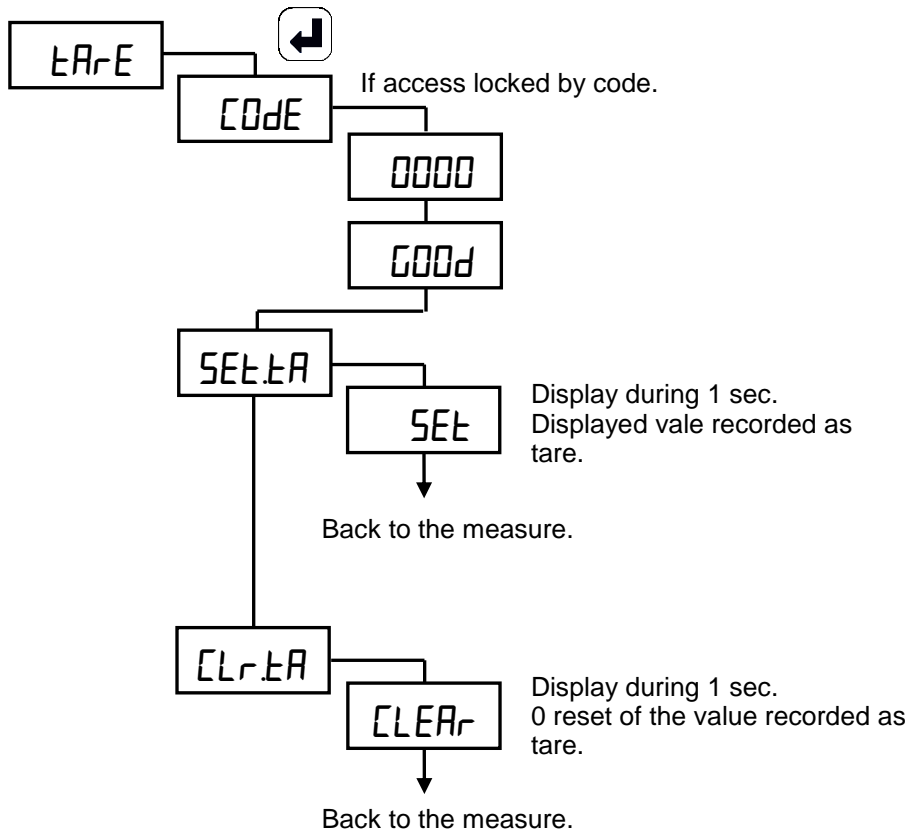 tArE
COdE
If access locked by code.
0000
GOOd
SEt.tA
SEt
Display during 1 sec.
Displayed vale recorded as
tare.
Back to the measure.
CLr.tA
CLEAr
Display during 1 sec.
0 reset of the value recorded as
tare.
Back to the measure.